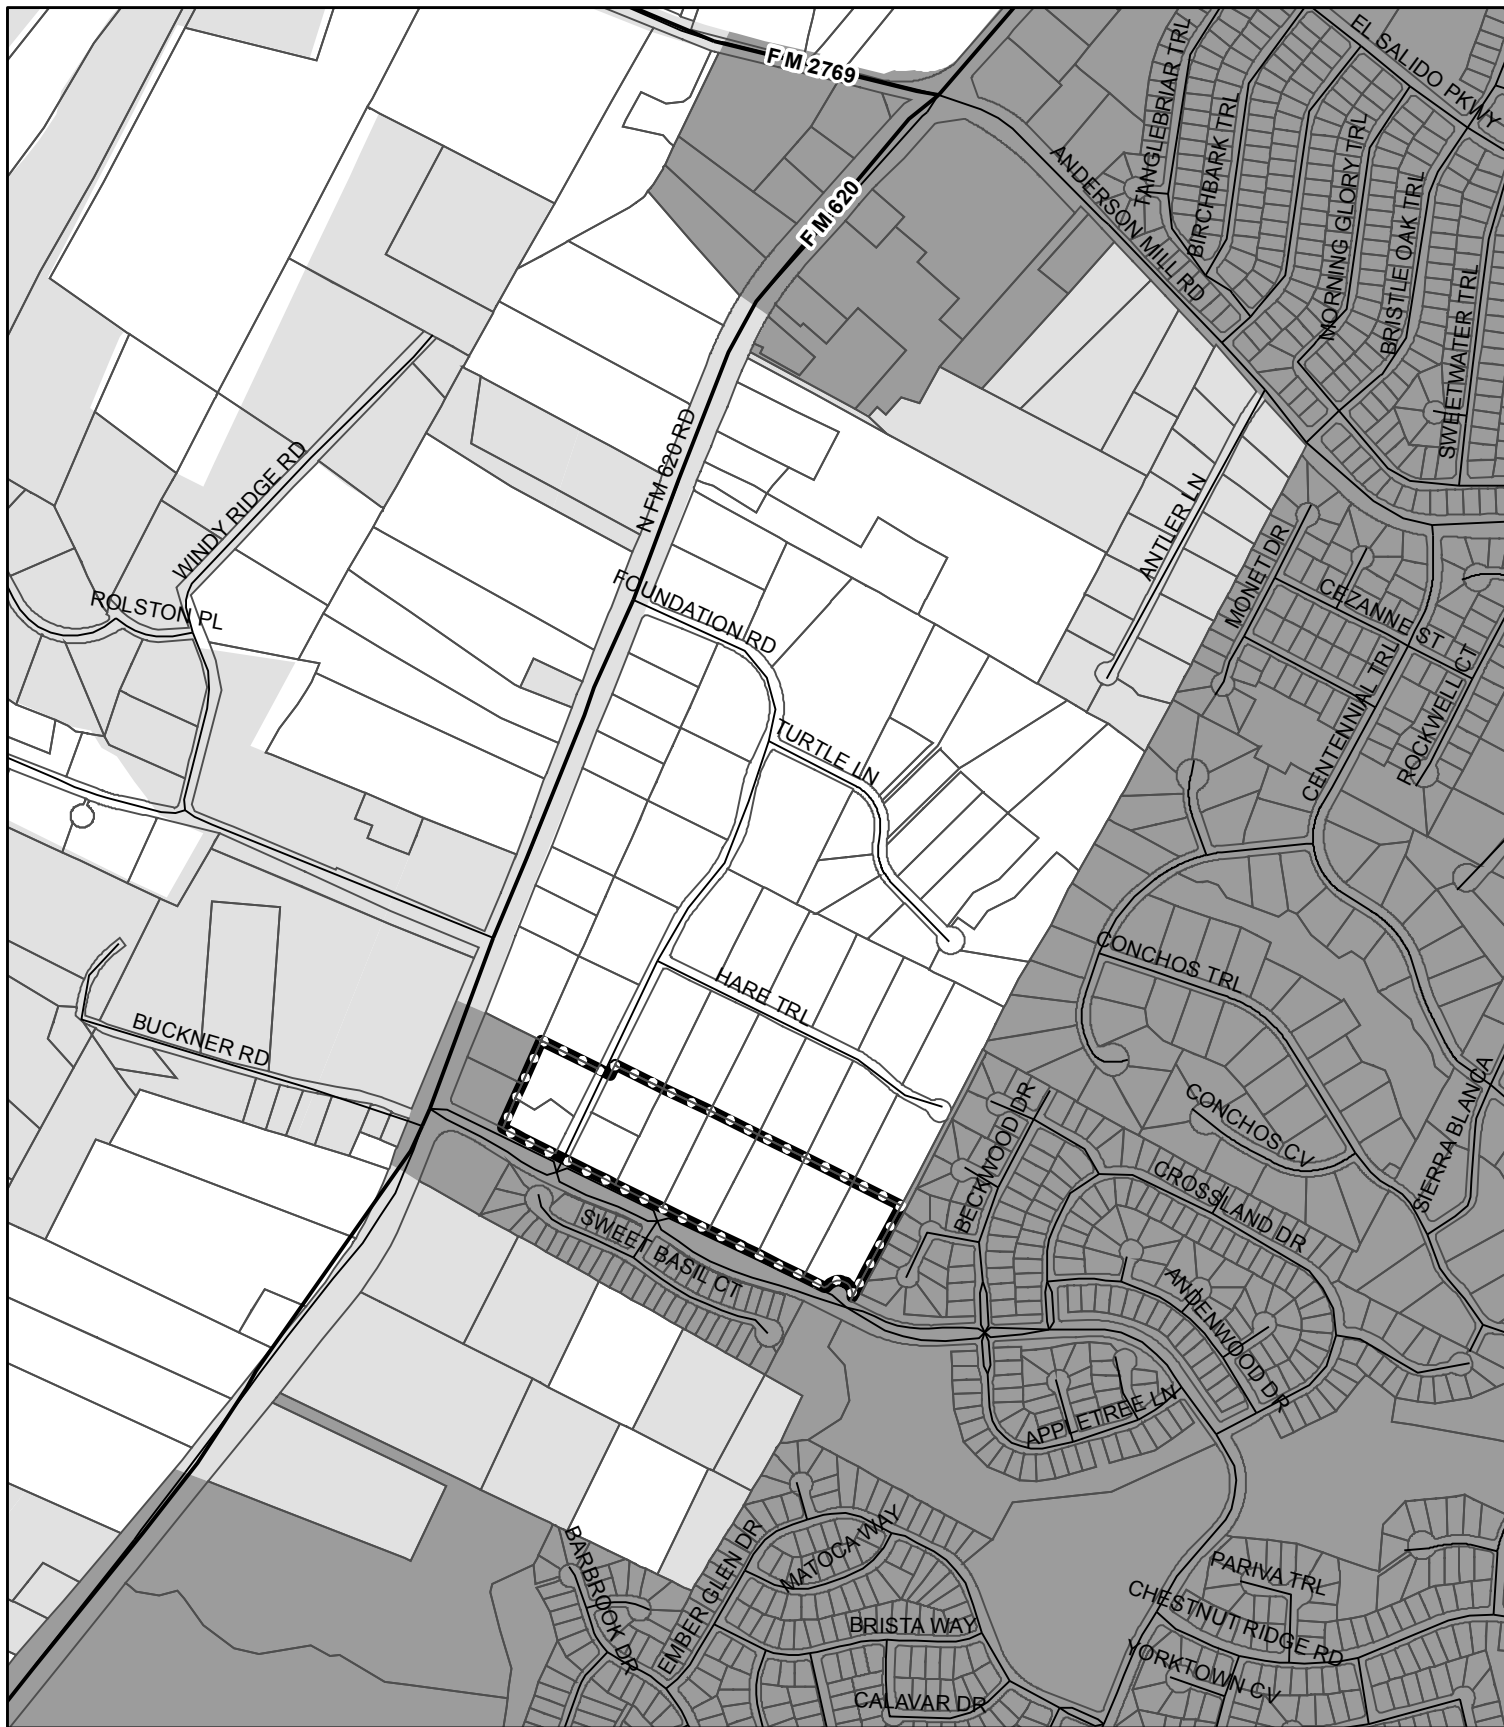 F M 2769
EL SALIDO PKWY
TANGLEBRIAR TRL
BIRCHBARK TRL
F M 620
ANDERSON MILL RD
MORNING GLORY TRL
BRISTLE OAK TRL
SWEETWATER TRL
N FM 620 RD
WINDY RIDGE RD
ANTLER LN
MONET DR
CEZANNE ST
FOUNDATION RD
ROLSTON PL
CENTENNIAL TRL
ROCKWELL CT
TURTLE LN
CONCHOS TRL
HARE TRL
BUCKNER RD
SIERRA BLANCA
CONCHOS CV
BECKWOOD DR
CROSSLAND DR
SWEET BASIL CT
ANDENWOOD DR
APPLETREE LN
MATOCA WAY
BARBROOK DR
EMBER GLEN DR
PARIVA TRL
CHESTNUT RIDGE RD
BRISTA WAY
YORKTOWN CV
CALAVAR DR